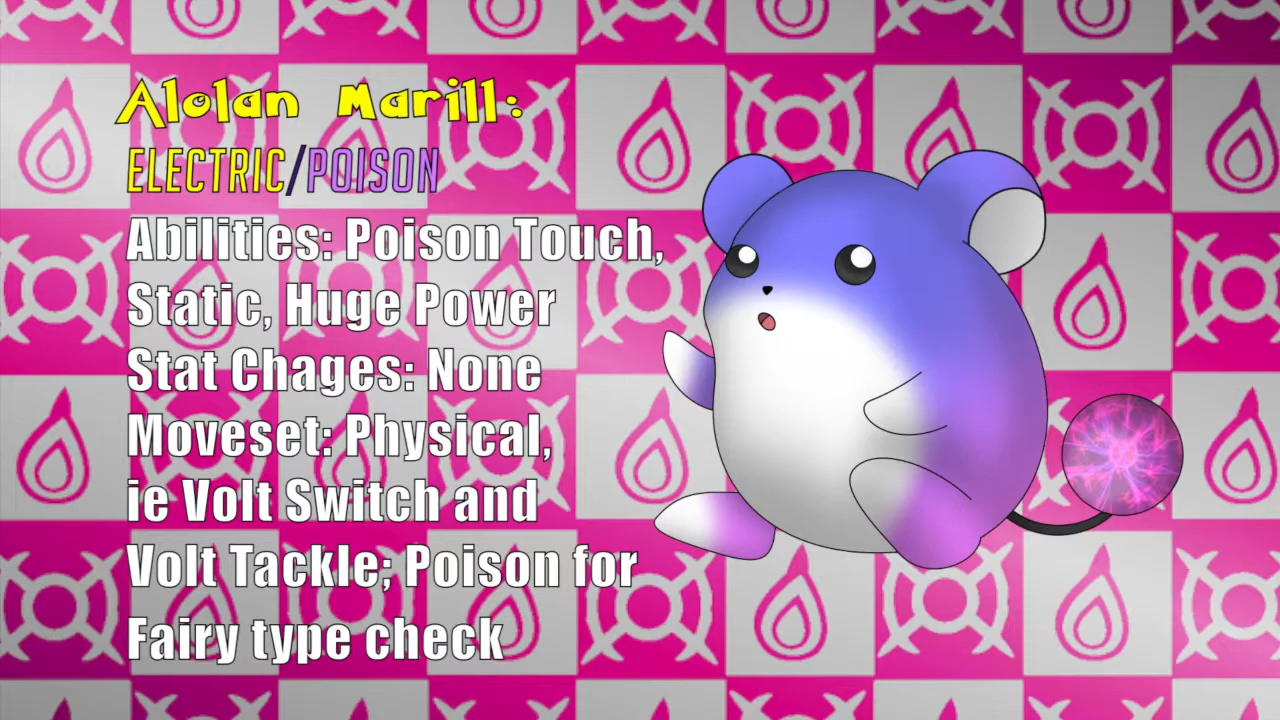 Alolan Marill:
ELECTRIC/POISON
Abilities: Poison Touch,
Static, Huge Power
Stat Chages: None
Moveset: Physical,
ie Volt Switch and
Volt Tackle; Poison for
Fairy type check